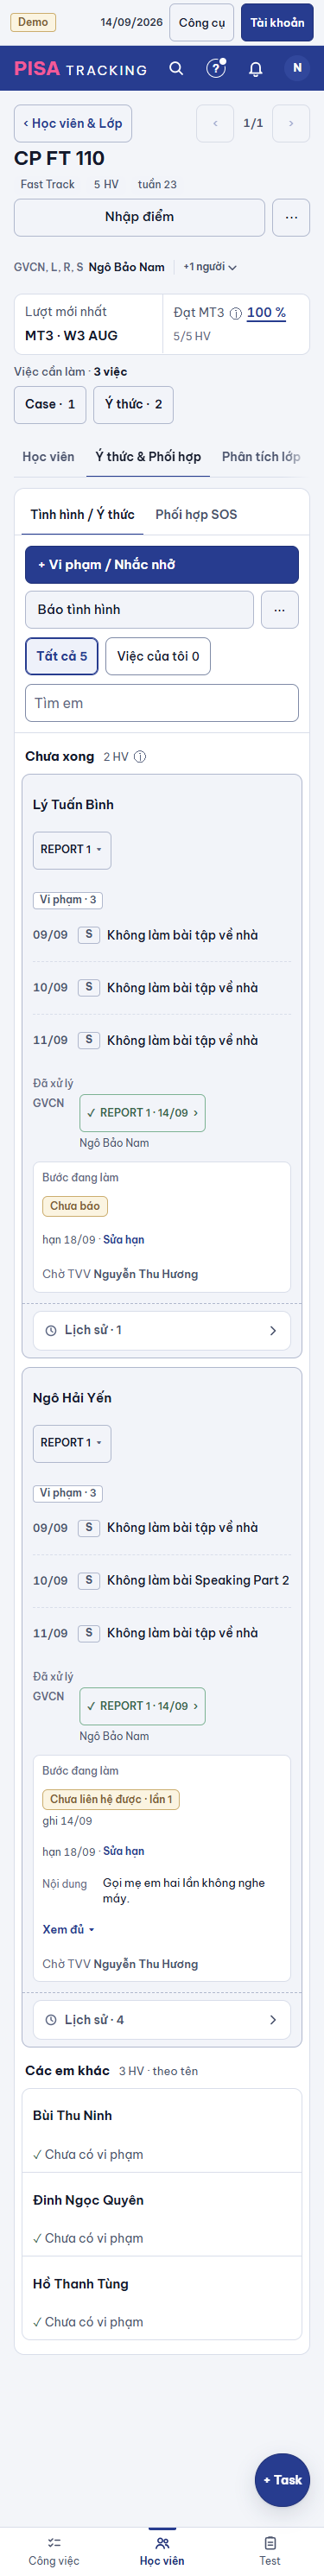 Demo
14/09/2026
Công cụ
Tài khoản
PISA TRACKING
?
N
‹ Học viên & Lớp
‹
1/1
›
CP FT 110
Fast Track
5 HV
tuần 23
Nhập điểm
...
GVCN, L, R, S Ngô Bảo Nam
+1 người
Lượt mới nhất
MT3 · W3 AUG
Đạt MT3 ⓘ 100 %
5/5 HV
Việc cần làm · 3 việc
Case · 1
Ý thức · 2
Học viên
Ý thức & Phối hợp
Phân tích lớp
Tình hình / Ý thức
Phối hợp SOS
+ Vi phạm / Nhắc nhở
Báo tình hình
...
Tất cả 5
Việc của tôi 0
Tìm em
Chưa xong 2 HV ⓘ
Lý Tuấn Bình
REPORT 1
Vi phạm · 3
09/09 S Không làm bài tập về nhà
10/09 S Không làm bài tập về nhà
11/09 S Không làm bài tập về nhà
Đã xử lý
GVCN
✓ REPORT 1 · 14/09 ›
Ngô Bảo Nam
Bước đang làm
Chưa báo
hạn 18/09 · Sửa hạn
Chờ TVV Nguyễn Thu Hương
Lịch sử · 1
Ngô Hải Yến
REPORT 1
Vi phạm · 3
09/09 S Không làm bài tập về nhà
10/09 S Không làm bài Speaking Part 2
11/09 S Không làm bài tập về nhà
Đã xử lý
GVCN
✓ REPORT 1 · 14/09 ›
Ngô Bảo Nam
Bước đang làm
Chưa liên hệ được · lần 1
ghi 14/09
hạn 18/09 · Sửa hạn
Nội dung Gọi mẹ em hai lần không nghe
máy.
Xem đủ
Chờ TVV Nguyễn Thu Hương
Lịch sử · 4
Các em khác 3 HV · theo tên
Bùi Thu Ninh
✓ Chưa có vi phạm
Đinh Ngọc Quyên
✓ Chưa có vi phạm
Hồ Thanh Tùng
✓ Chưa có vi phạm
+ Task
Công việc
Học viên
Test